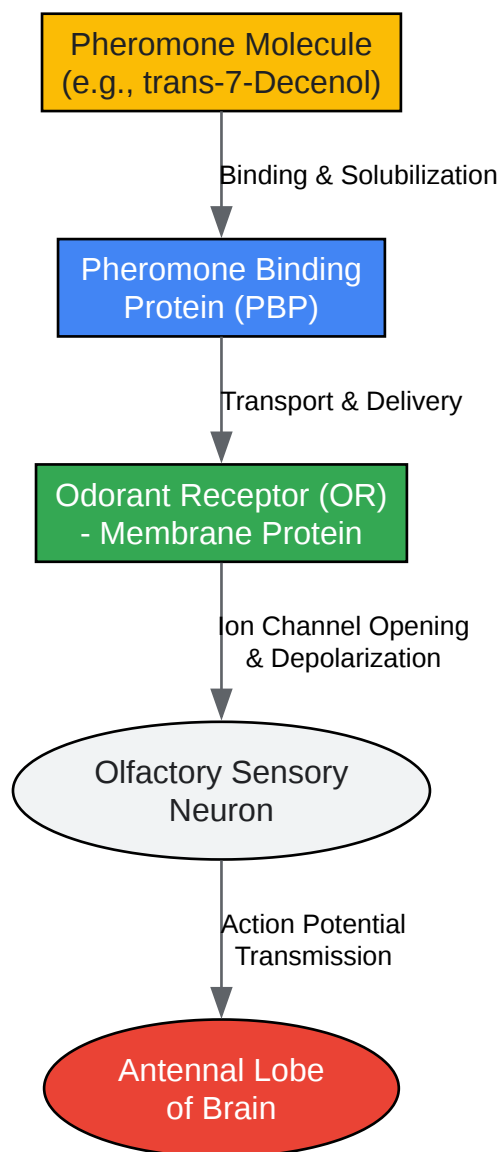 Pheromone Molecule
(e.g., trans-7-Decenol)
Binding & Solubilization
Pheromone Binding
Protein (PBP)
Transport & Delivery
Odorant Receptor (OR)
- Membrane Protein
Ion Channel Opening
& Depolarization
Olfactory Sensory
Neuron
Action Potential
Transmission
Antennal Lobe
of Brain